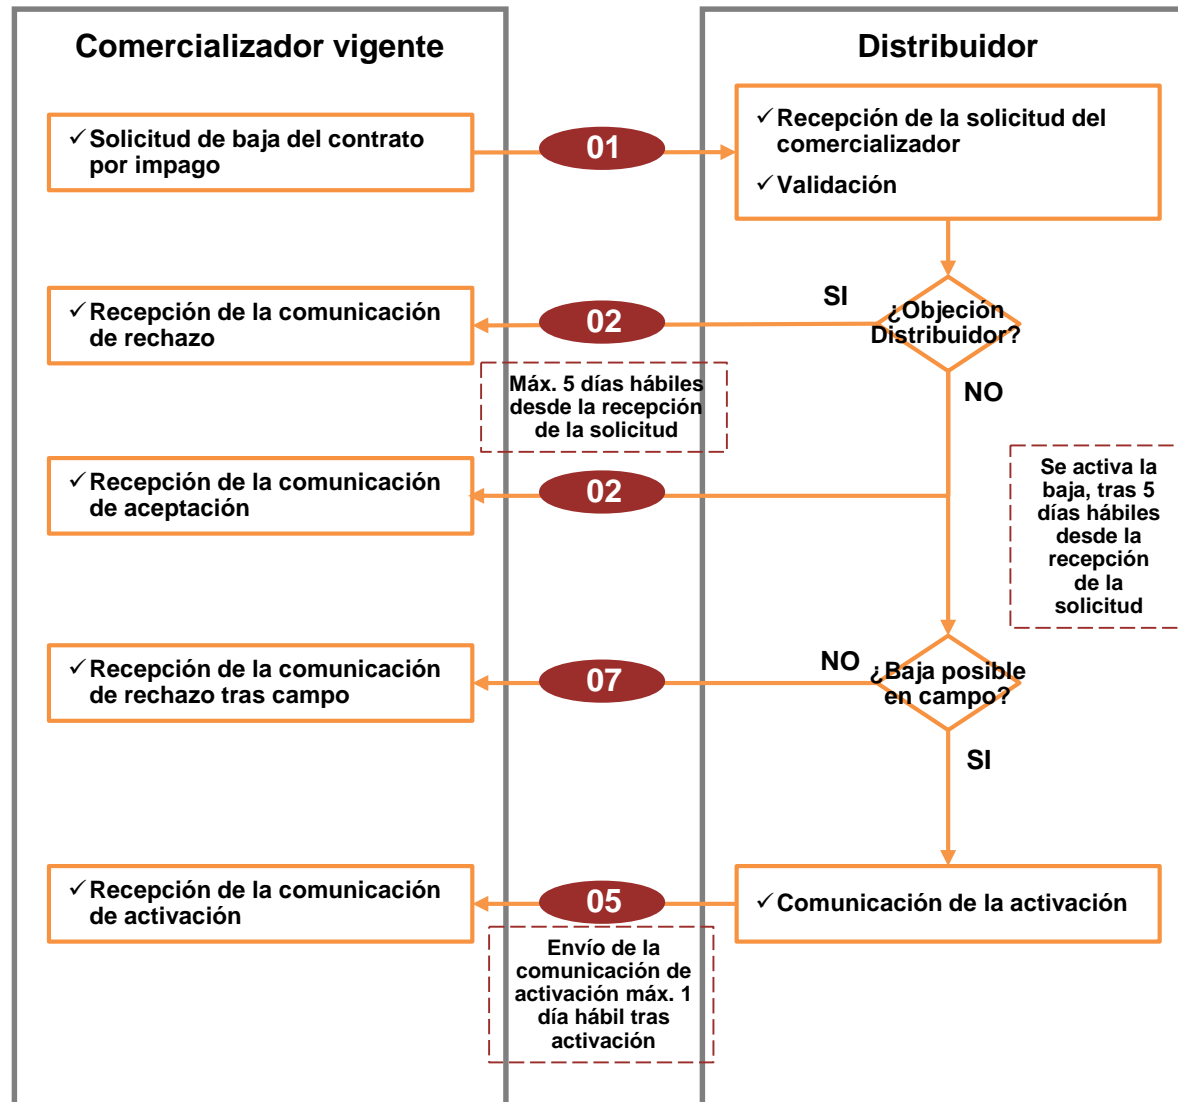 Comercializador vigente
Distribuidor
✓ Solicitud de baja del contrato
por impago
01
✓ Recepción de la solicitud del
comercializador
✓ Validación
✓ Recepción de la comunicación
de rechazo
02
SI
¿Objeción
Distribuidor?
Máx. 5 días hábiles
desde la recepción
de la solicitud
NO
✓ Recepción de la comunicación
de aceptación
02
Se activa la
baja, tras 5
días hábiles
desde la
recepción
de la
solicitud
✓ Recepción de la comunicación
de rechazo tras campo
07
NO
¿Baja posible
en campo?
SI
✓ Recepción de la comunicación
de activación
05
✓ Comunicación de la activación
Envío de la
comunicación de
activación máx. 1
día hábil tras
activación